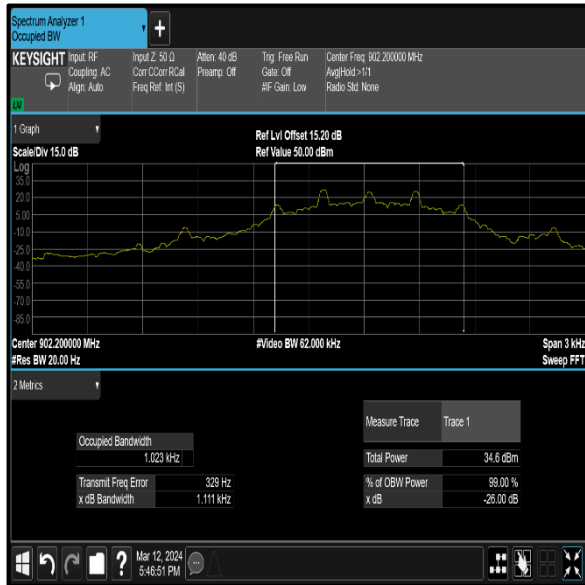 Spectrum Analyzer 1
Occupied BW
+
KEYSIGHT Input: RF Input Z: 50 Ω Atten: 40 dB Trig: Free Run Center Freq: 902.200000 MHz
Coupling: AC Corr CCorr RCal Preamp: Off Gate: Off Avg|Hold:>1/1
Align: Auto Freq Ref: Int (S) #IF Gain: Low Radio Std: None
LXI
1 Graph
Ref Lvl Offset 15.20 dB
Scale/Div 15.0 dB Ref Value 50.00 dBm
Log
35.0
20.0
5.00
-10.0
-25.0
-40.0
-55.0
-70.0
-85.0
Center 902.200000 MHz #Video BW 62.000 kHz Span 3 kHz
#Res BW 20.00 Hz Sweep FFT
2 Metrics
Measure Trace Trace 1
Occupied Bandwidth
1.023 kHz
Total Power 34.6 dBm
Transmit Freq Error 329 Hz % of OBW Power 99.00 %
x dB Bandwidth 1.111 kHz x dB -26.00 dB
?
Mar 12, 2024
5:46:51 PM